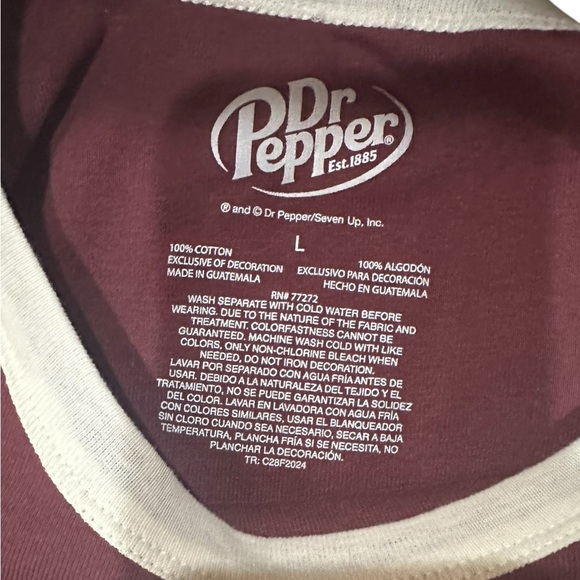 Dr
Pepper®
Est.1885
® and © Dr Pepper/Seven Up, Inc.
L
100% COTTON
EXCLUSIVE OF DECORATION
MADE IN GUATEMALA
100% ALGODÓN
EXCLUSIVO PARA DECORACIÓN
HECHO EN GUATEMALA
RN# 77272
WASH SEPARATE WITH COLD WATER BEFORE
WEARING. DUE TO THE NATURE OF THE FABRIC AND
TREATMENT. COLORFASTNESS CANNOT BE
GUARANTEED. MACHINE WASH COLD WITH LIKE
COLORS, ONLY NON-CHLORINE BLEACH WHEN
NEEDED, DO NOT IRON DECORATION.
LAVAR POR SEPARADO CON AGUA FRÍA ANTES DE
USAR. DEBIDO A LA NATURALEZA DEL TEJIDO Y EL
TRATAMIENTO, NO SE PUEDE GARANTIZAR LA SOLIDEZ
DEL COLOR. LAVAR EN LAVADORA CON AGUA FRÍA
CON COLORES SIMILARES, USAR EL BLANQUEADOR
SIN CLORO CUANDO SEA NECESARIO, SECAR A BAJA
TEMPERATURA, PLANCHA FRÍA SI SE NECESITA, NO
PLANCHAR LA DECORACIÓN.
TR: C28F2024